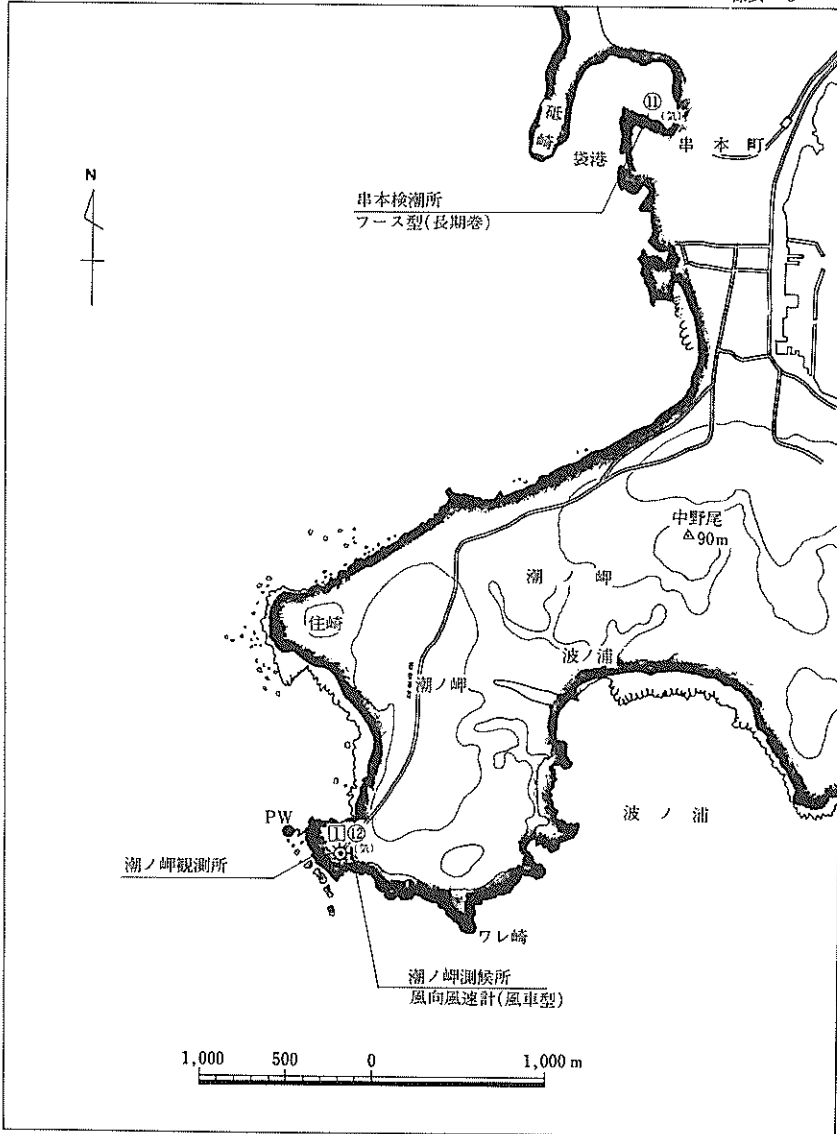 N
砥崎
⑪
(気)
袋港
串本町
串本検潮所
フース型(長期巻)
中野尾
90m
潮ノ岬
住崎
波ノ浦
潮ノ岬
波ノ浦
PW
1
⑫
(気)
潮ノ岬観測所
ワレ崎
潮ノ岬測候所
風向風速計(風車型)
1,000 500 0 1,000 m